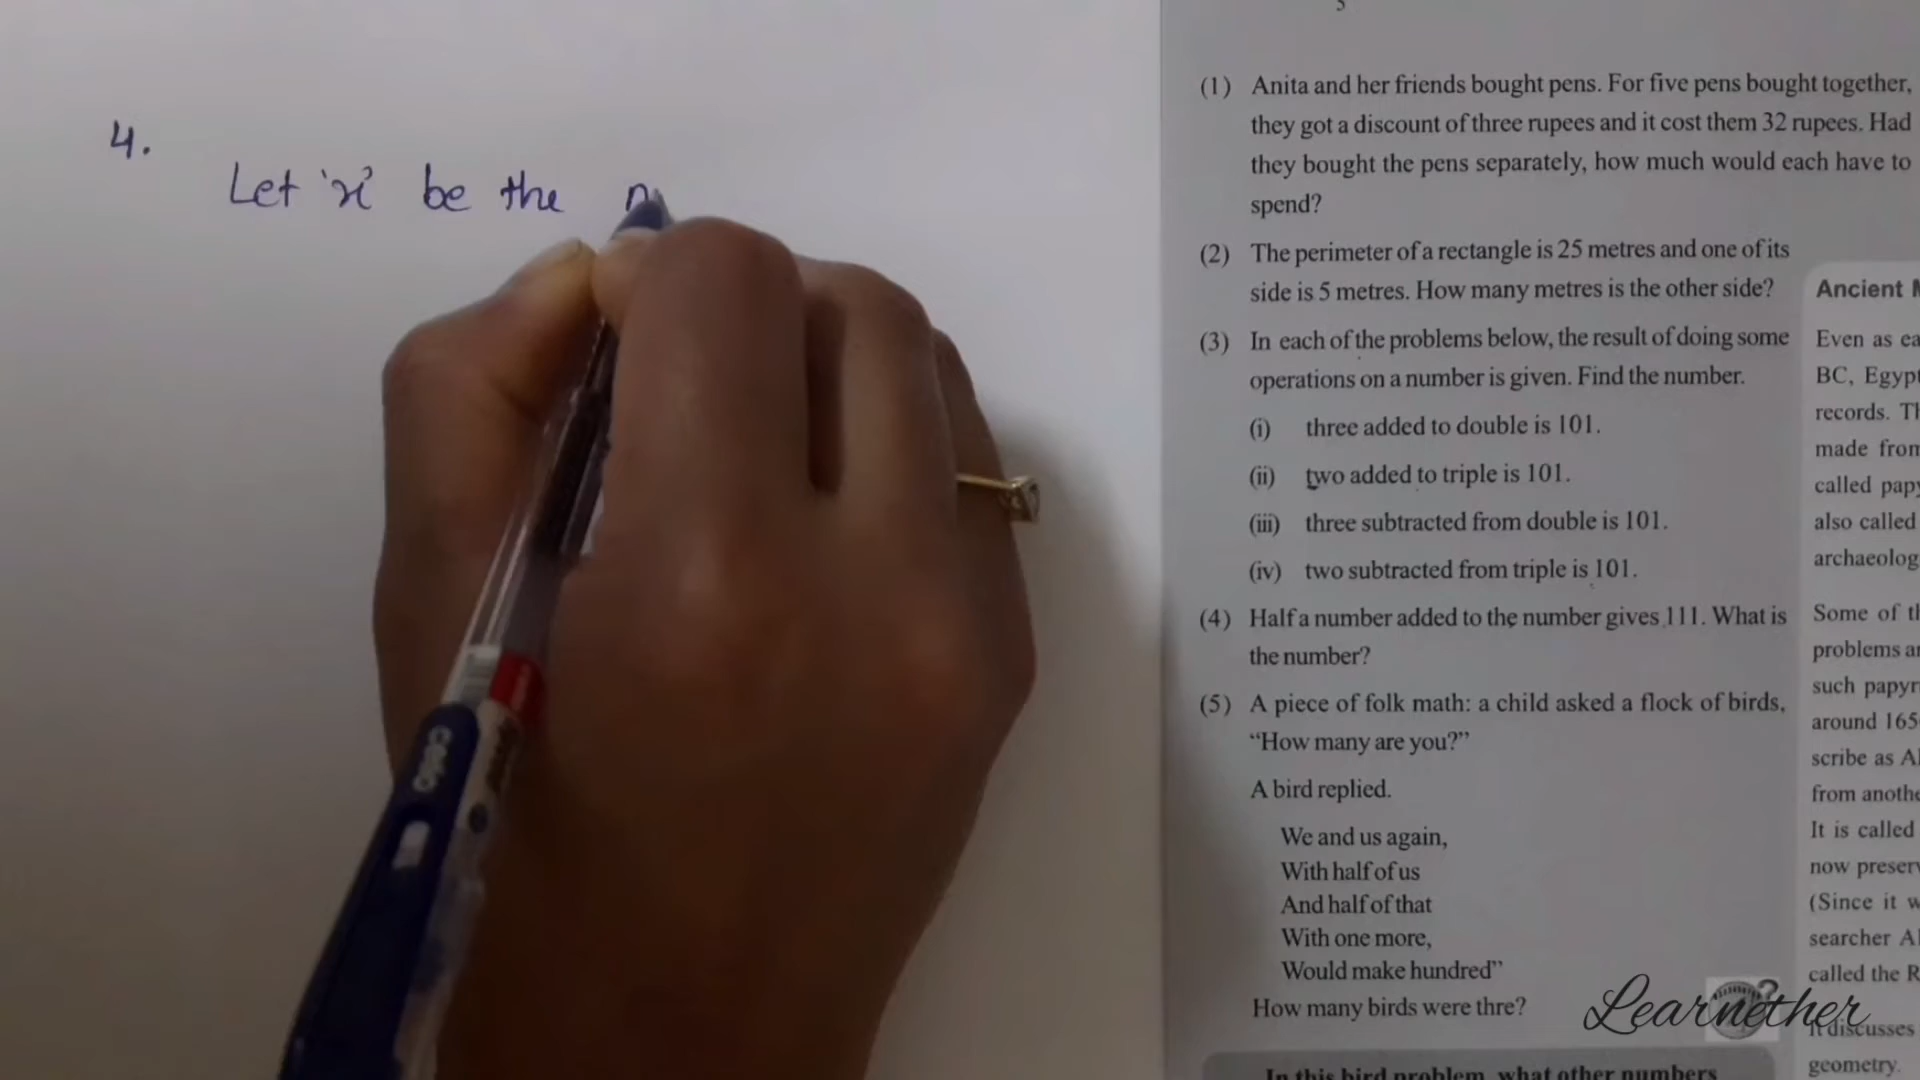 4.
Let 'x' be the
(1) Anita and her friends bought pens. For five pens bought together,
they got a discount of three rupees and it cost them 32 rupees. Had
they bought the pens separately, how much would each have to
spend?
(2) The perimeter of a rectangle is 25 metres and one of its
side is 5 metres. How many metres is the other side?
(3) In each of the problems below, the result of doing some
operations on a number is given. Find the number.
(i) three added to double is 101.
(ii) two added to triple is 101.
(iii) three subtracted from double is 101.
(iv) two subtracted from triple is 101.
(4) Half a number added to the number gives 111. What is
the number?
(5) A piece of folk math: a child asked a flock of birds,
“How many are you?”
A bird replied.
We and us again,
With half of us
And half of that
With one more,
Would make hundred”
How many birds were thre?
In this bird problem, what other numbers
Ancient
Even as
BC,
records.
made from
called
also called
Some of
problems
such
around
scribe as
from
It is called
now
(Since it
searcher
called the
It discusses
geometry.
Learnether
cello